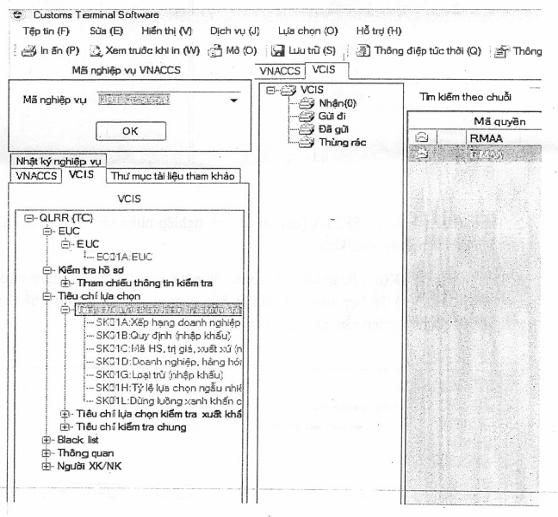 Customs Terminal Software
Tệp tin (F) Sửa (E) Hiển thị (V) Dịch vụ (J) Lựa chọn (O) Hỗ trợ (H)
In ấn (P) Xem trước khi in (W) Mở (O) Lưu trữ (S) Thông điệp tức thời (Q) Thông
Mã nghiệp vụ VNACCS
Mã nghiệp vụ
OK
Nhật ký nghiệp vụ
VNACCS VCIS Thư mục tài liệu tham khảo
VCIS
QLRR (TC)
EUC
EUC
EC01A:EUC
Kiểm tra hồ sơ
Tham chiếu thông tin kiểm tra
Tiêu chí lựa chọn
SK01A:Xếp hạng doanh nghiệp
SK01B:Quy định (nhập khẩu)
SK01C:Mã HS, trị giá, xuất xứ (n
SK01D:Doanh nghiệp, hàng hó
SK01G:Loại trừ (nhập khẩu)
SK01H:Tỷ lệ lựa chọn ngẫu nhiê
SK01L:Dừng luồng xanh khẩn c
Tiêu chí lựa chọn kiểm tra xuất khẩ
Tiêu chí kiểm tra chung
Black list
Thông quan
Người XK/NK
VNACCS VCIS
VCIS
Nhận(0)
Gửi đi
Đã gửi
Thùng rác
Tìm kiếm theo chuỗi
Mã quyền
RMAA